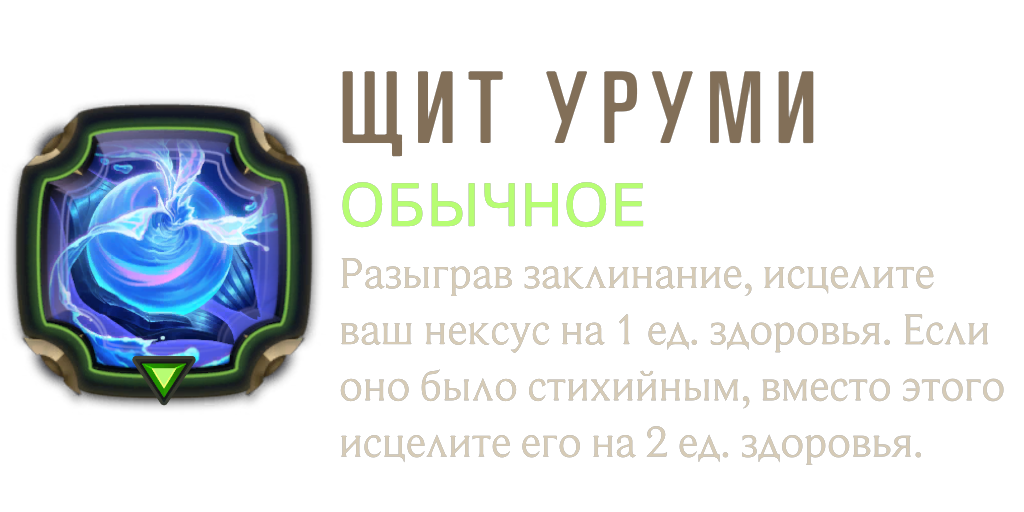 ЩИТ УРУМИ
ОБЫЧНОЕ
Разыграв заклинание, исцелите
ваш нексус на 1 ед. здоровья. Если
оно было стихийным, вместо этого
исцелите его на 2 ед. здоровья.